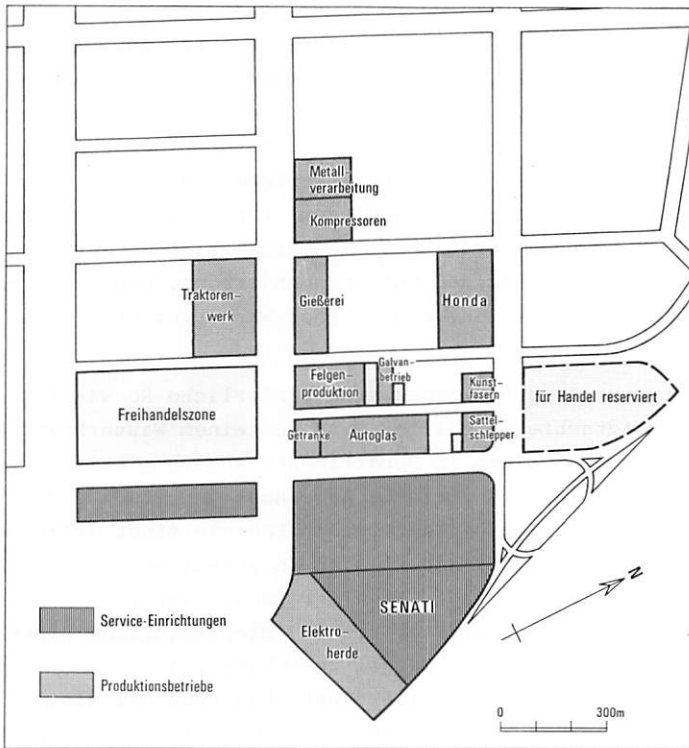 Metall-
verarbeitung
Kompressoren
Traktoren-
werk
Gießerei
Honda
Felgen-
produktion
Galvan-
betrieb
Kunst-
fasern
für Handel reserviert
Freihandelszone
Getränke
Autoglas
Sattel-
schlepper
SENATI
Elektro-
herde
Service-Einrichtungen
Produktionsbetriebe
N
0 300m